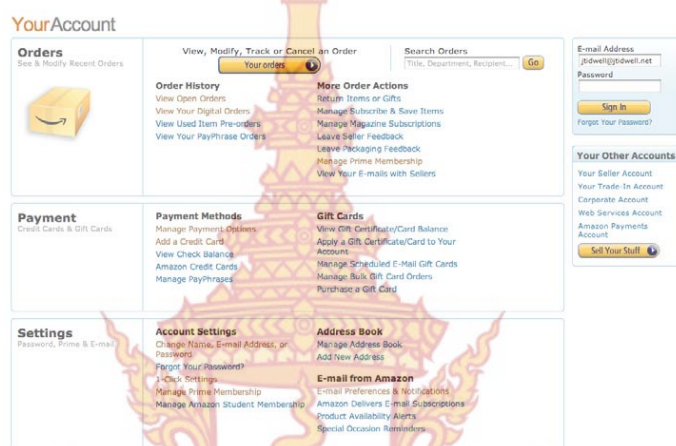 YourAccount
Orders
See & Modify Recent Orders
View, Modify, Track or Cancel an Order
Your orders
Search Orders
Title, Department, Recipient...
Go
Order History
View Open Orders
View Your Digital Orders
View Used Item Pre-orders
View Your PayPhrase Orders
More Order Actions
Return Items or Gifts
Manage Subscribe & Save Items
Manage Magazine Subscriptions
Leave Seller Feedback
Leave Packaging Feedback
Manage Prime Membership
View Your E-mails with Sellers
Payment
Credit Cards & Gift Cards
Payment Methods
Manage Payment Options
Add a Credit Card
View Check Balance
Amazon Credit Cards
Manage PayPhrases
Gift Cards
View Gift Certificate/Card Balance
Apply a Gift Certificate/Card to Your
Account
Manage Scheduled E-Mail Gift Cards
Manage Bulk Gift Card Orders
Purchase a Gift Card
Settings
Password, Prime & E-mail
Account Settings
Change Name, E-mail Address, or
Password
Forgot Your Password?
1-Click Settings
Manage Prime Membership
Manage Amazon Student Membership
Address Book
Manage Address Book
Add New Address
E-mail from Amazon
E-mail Preferences & Notifications
Amazon Delivers E-mail Subscriptions
Product Availability Alerts
Special Occasion Reminders
E-mail Address
jtidwell@jtidwell.net
Password
Sign In
Forgot Your Password?
Your Other Accounts
Your Seller Account
Your Trade-In Account
Corporate Account
Web Services Account
Amazon Payments
Account
Sell Your Stuff